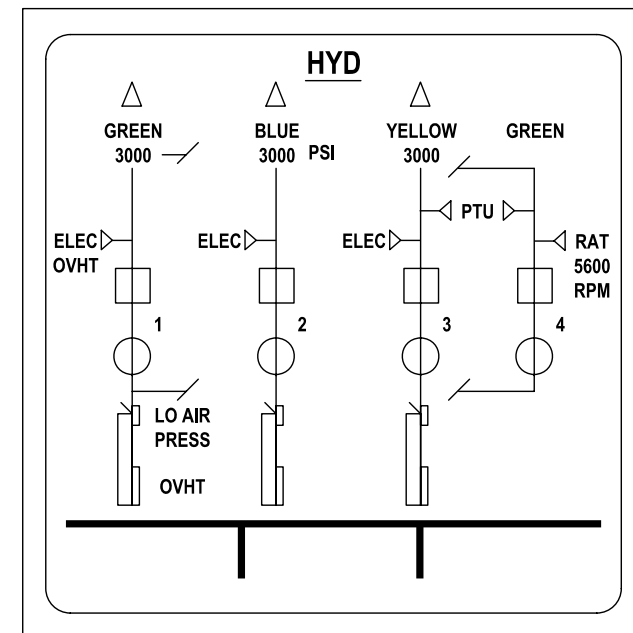 HYD
GREEN BLUE YELLOW GREEN
3000 3000 PSI 3000
PTU
ELEC ELEC ELEC RAT
OVHT 5600
RPM
1 2 3 4
LO AIR
PRESS
OVHT